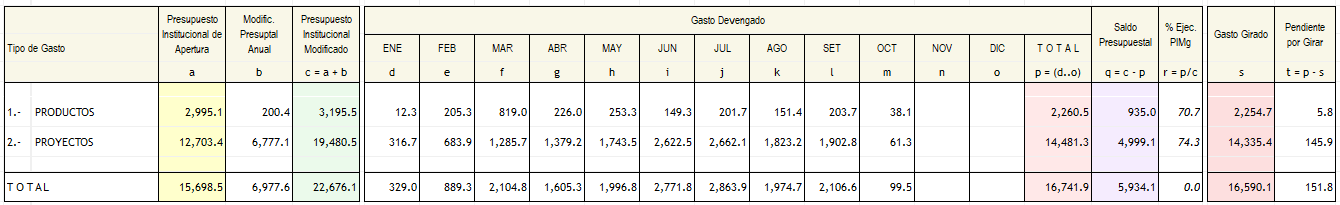 Presupuesto Modific. Presupuesto Gasto Devengado
Institucional de Presuptal Institucional Saldo % Ejec. Gasto Girado Pendiente
Tipo de Gasto Apertura Anual Modificado ENE FEB MAR ABR MAY JUN JUL AGO SET OCT NOV DIC T O T A L Presupuestal PIMg por Girar
a b c = a + b d e f g h i j k l m n o p = (d..o) q = c - p r = p/c s t = p - s
1.- PRODUCTOS 2,995.1 200.4 3,195.5 12.3 205.3 819.0 226.0 253.3 149.3 201.7 151.4 203.7 38.1 2,260.5 935.0 70.7 2,254.7 5.8
2.- PROYECTOS 12,703.4 6,777.1 19,480.5 316.7 683.9 1,285.7 1,379.2 1,743.5 2,622.5 2,662.1 1,823.2 1,902.8 61.3 14,481.3 4,999.1 74.3 14,335.4 145.9
T O T A L 15,698.5 6,977.6 22,676.1 329.0 889.3 2,104.8 1,605.3 1,996.8 2,771.8 2,863.9 1,974.7 2,106.6 99.5 16,741.9 5,934.1 0.0 16,590.1 151.8